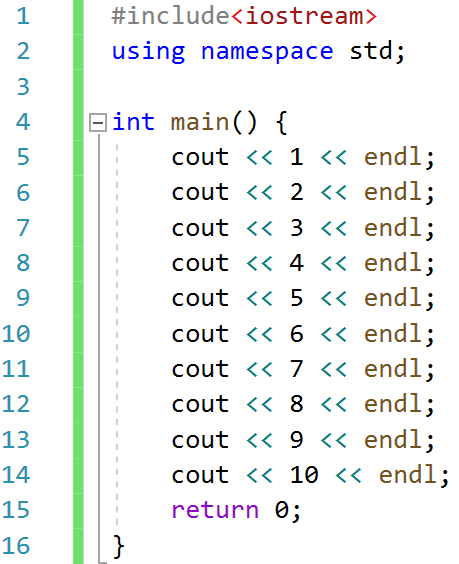 1 #include<iostream>
2 using namespace std;
3
4 int main() {
5 cout << 1 << endl;
6 cout << 2 << endl;
7 cout << 3 << endl;
8 cout << 4 << endl;
9 cout << 5 << endl;
10 cout << 6 << endl;
11 cout << 7 << endl;
12 cout << 8 << endl;
13 cout << 9 << endl;
14 cout << 10 << endl;
15 return 0;
16 }